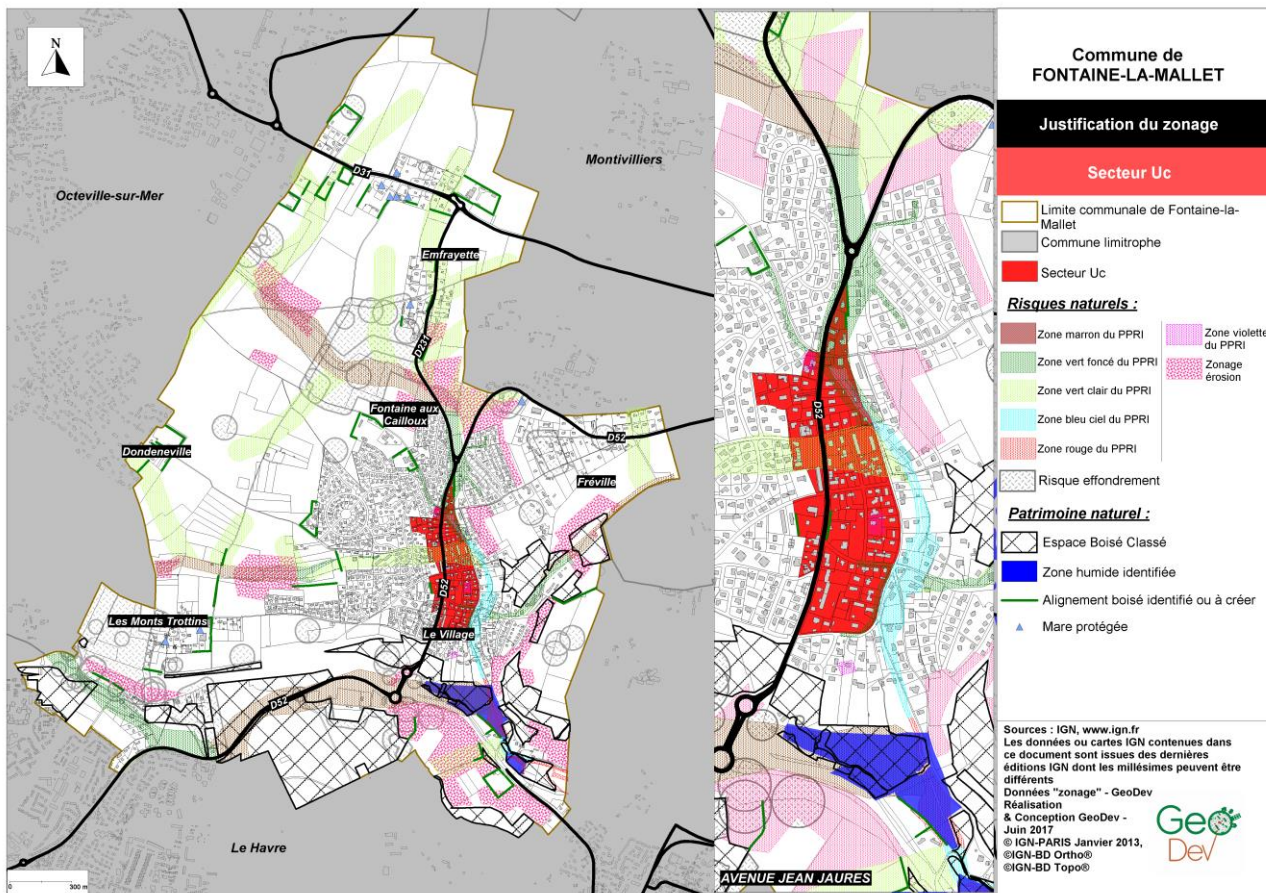 N
Octeville-sur-Mer
Montivilliers
D31
Emfrayette
D231
Fontaine aux
Cailloux
D52
Dondeneville
Fréville
D52
Les Monts Trottins
Le Village
D52
Le Havre
0 300 m
D52
AVENUE JEAN JAURES
Commune de
FONTAINE-LA-MALLET
Justification du zonage
Secteur Uc
Limite communale de Fontaine-la-
Mallet
Commune limitrophe
Secteur Uc
Risques naturels :
Zone marron du PPRI
Zone vert foncé du PPRI
Zone vert clair du PPRI
Zone bleu ciel du PPRI
Zone rouge du PPRI
Zone violette
du PPRI
Zonage
érosion
Risque effondrement
Patrimoine naturel :
Espace Boisé Classé
Zone humide identifiée
Alignement boisé identifié ou à créer
Mare protégée
Sources : IGN, www.ign.fr
Les données ou cartes IGN contenues dans
ce document sont issues des dernières
éditions IGN dont les millésimes peuvent être
différents
Données "zonage" - GeoDev
Réalisation
& Conception GeoDev -
Juin 2017
© IGN-PARIS Janvier 2013,
©IGN-BD Ortho®
©IGN-BD Topo®
Geo
Dev